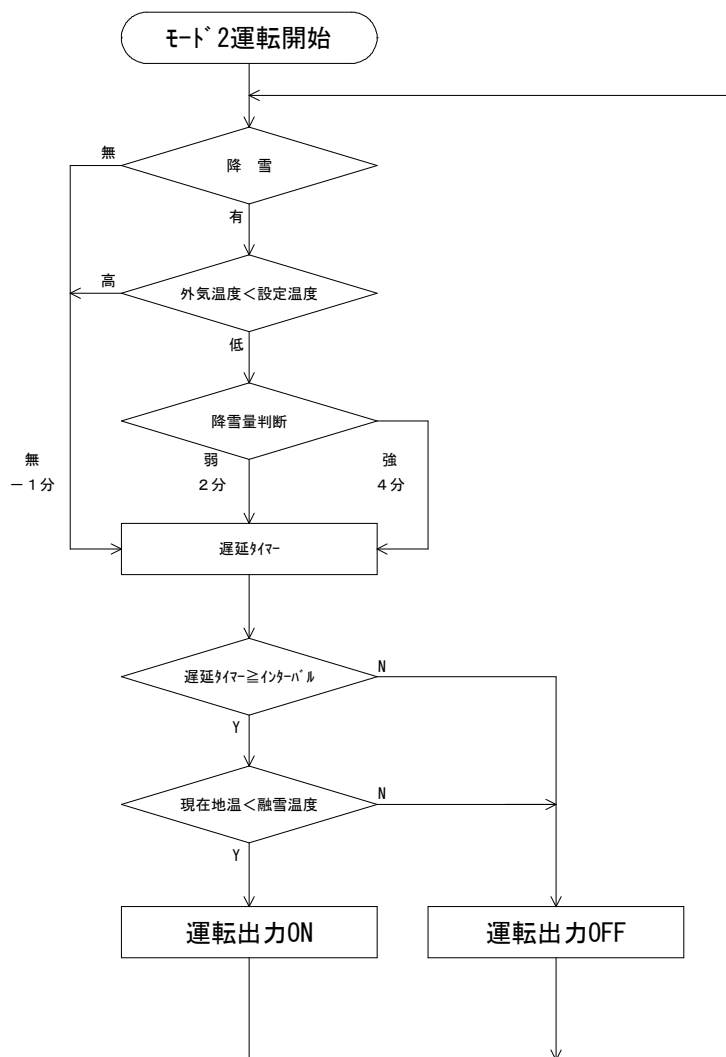 ﾓｰﾄﾞ2運転開始
無
降　雪
有
高
外気温度＜設定温度
低
降雪量判断
無
弱
強
－１分
２分
４分
遅延ﾀｲﾏｰ
遅延ﾀｲﾏｰ≧ｲﾝﾀｰﾊﾞﾙ
N
Y
現在地温＜融雪温度
N
Y
運転出力ON
運転出力OFF